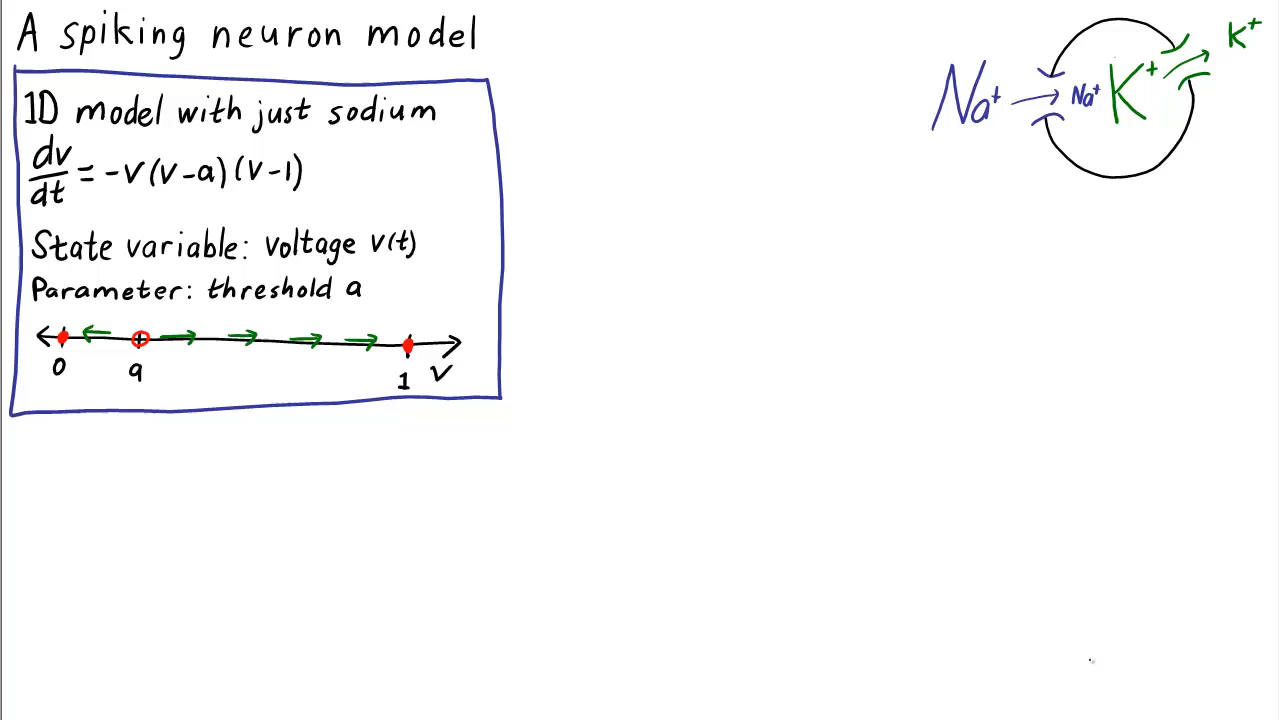 A spiking neuron model
1D model with just sodium
dv/dt = -v(v-a)(v-1)
State variable: voltage v(t)
Parameter: threshold a
0 a 1 v
Na⁺ → Na⁺ K⁺ → K⁺